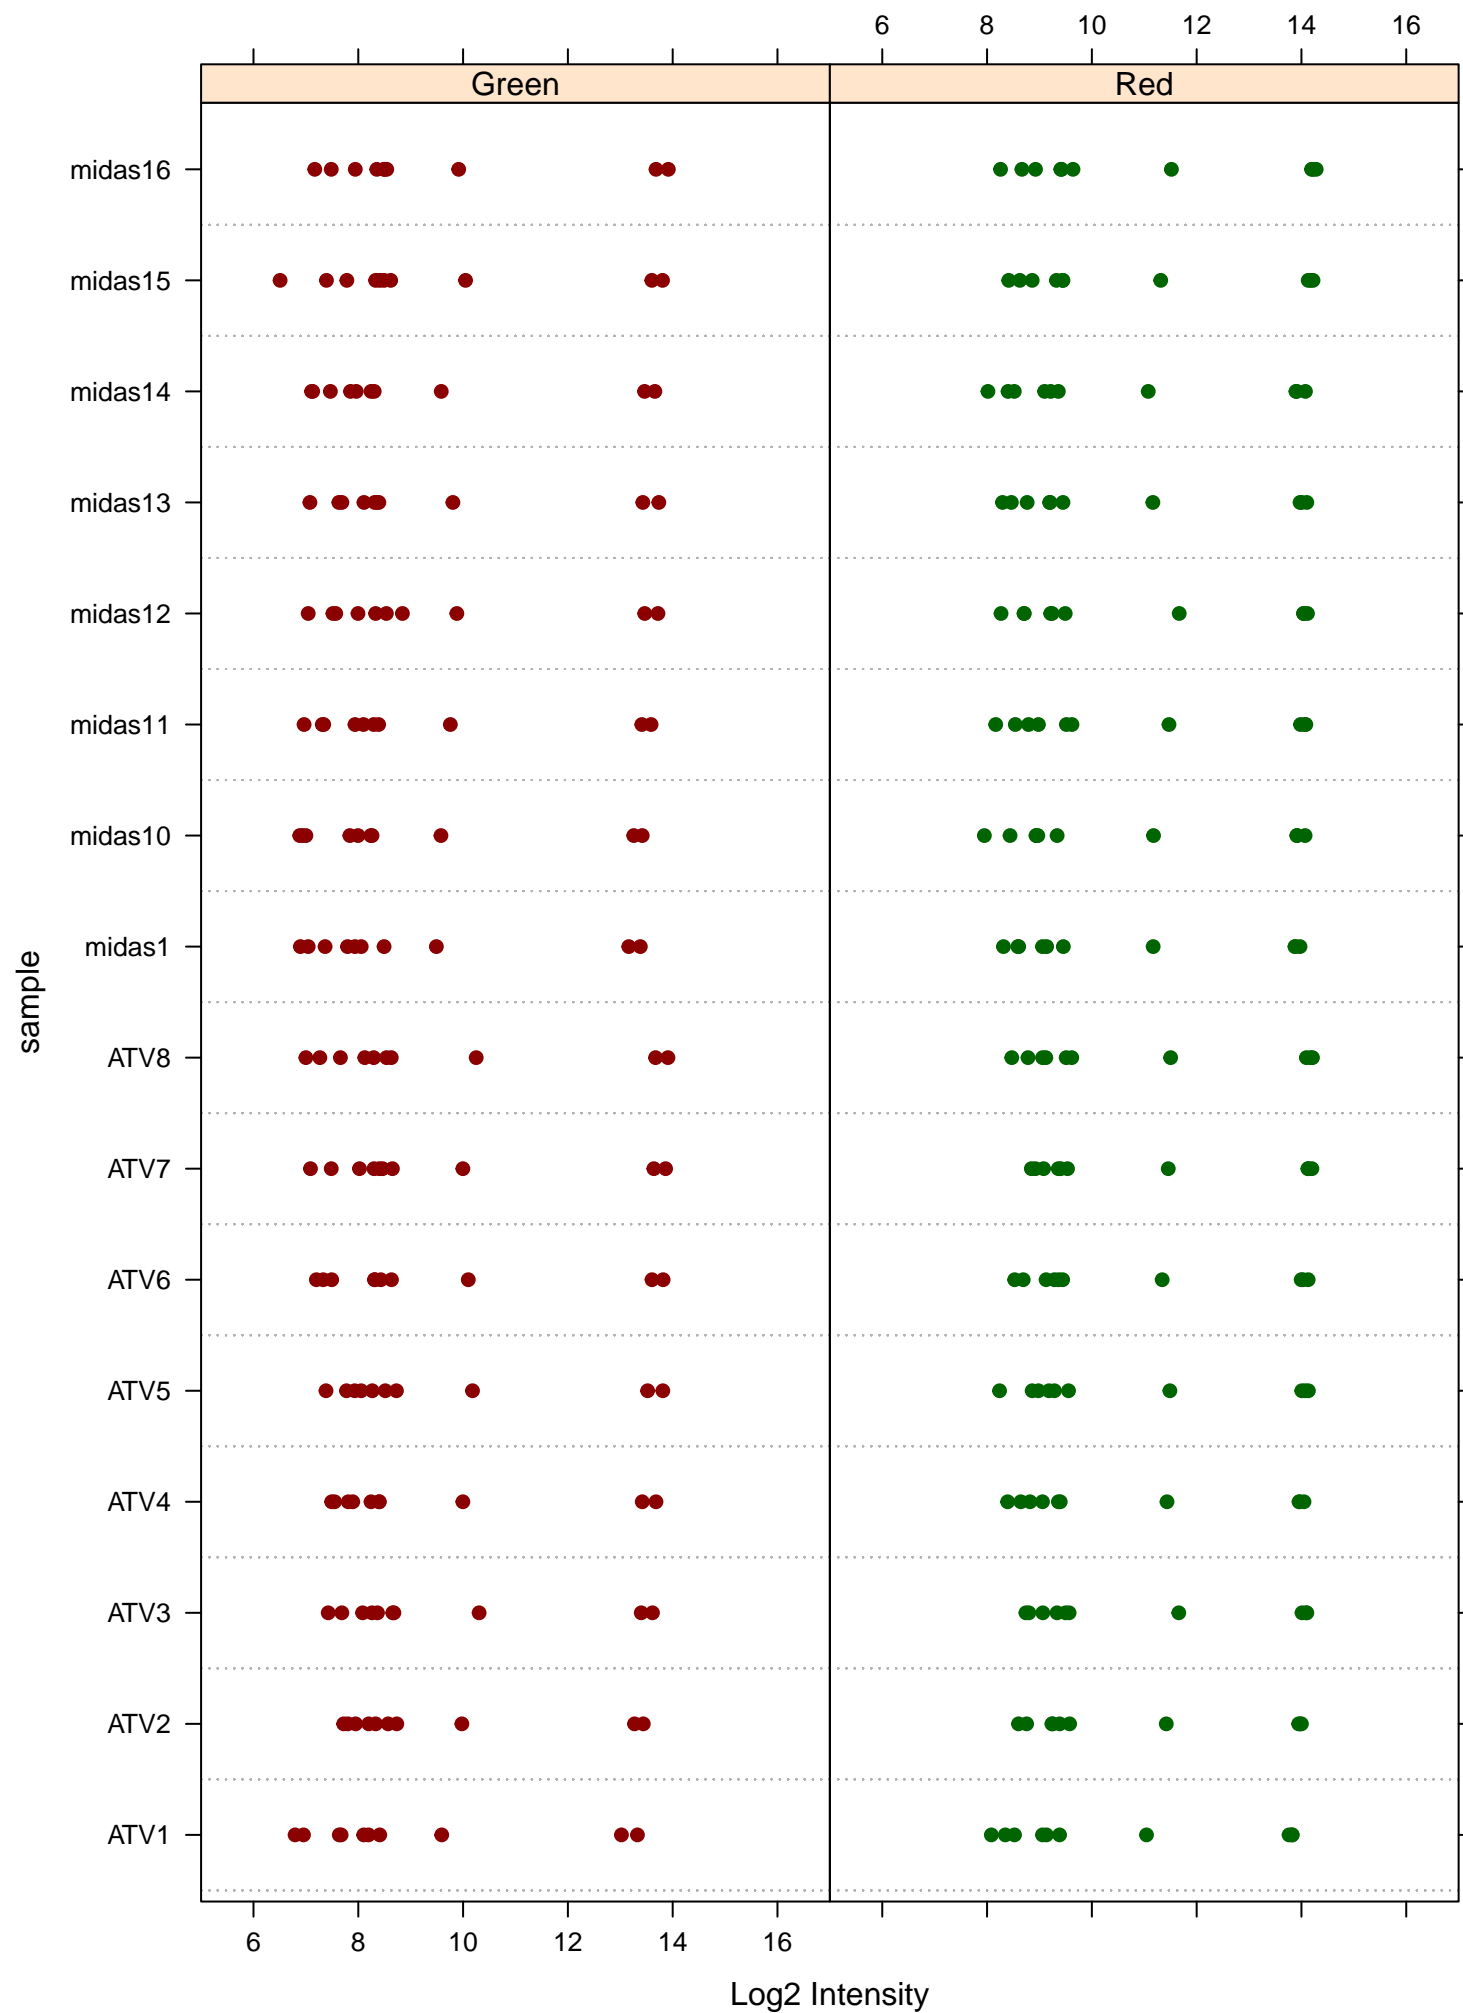 6 8 10 12 14 16
Green Red
midas16
midas15
midas14
midas13
midas12
midas11
midas10
midas1
ATV8
ATV7
ATV6
ATV5
ATV4
ATV3
ATV2
ATV1
sample
6 8 10 12 14 16
Log2 Intensity